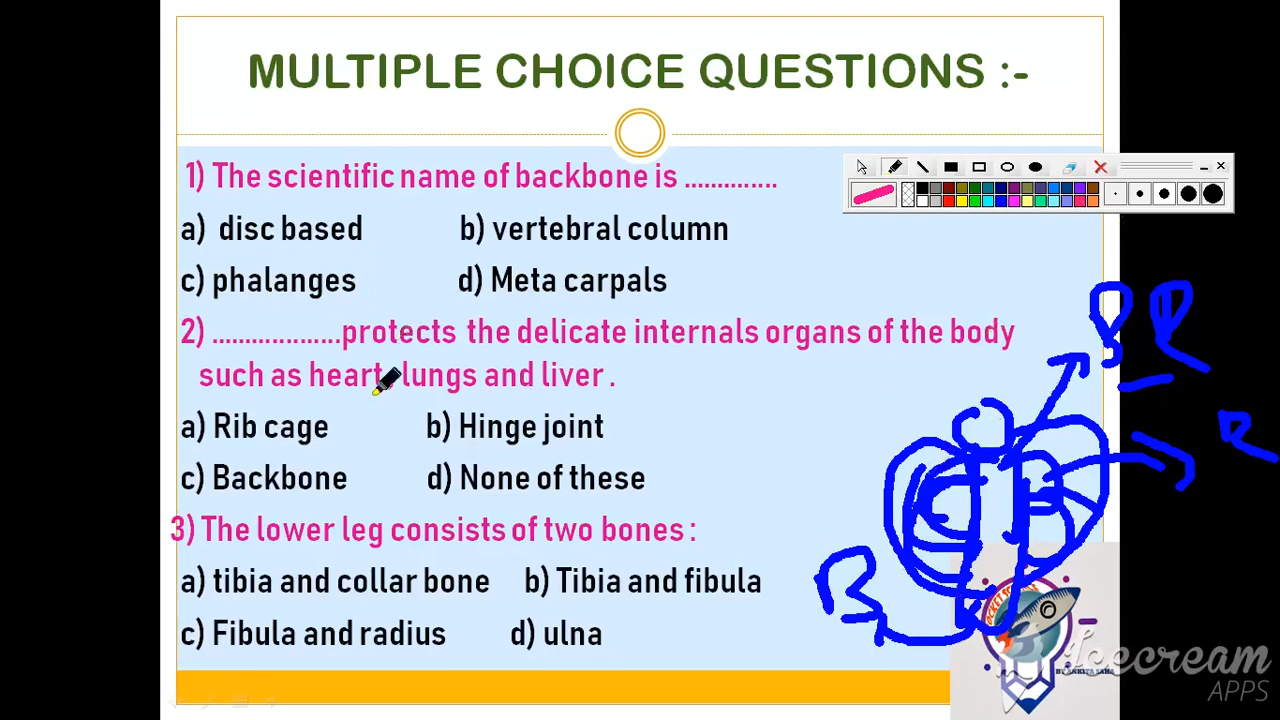 MULTIPLE CHOICE QUESTIONS :-
1) The scientific name of backbone is ..............
a) disc based b) vertebral column
c) phalanges d) Meta carpals
2) ...................protects the delicate internals organs of the body
such as heart, lungs and liver .
a) Rib cage b) Hinge joint
c) Backbone d) None of these
3) The lower leg consists of two bones :
a) tibia and collar bone b) Tibia and fibula
c) Fibula and radius d) ulna
B
R
BY ANKITA SAHA
Icecream
APPS